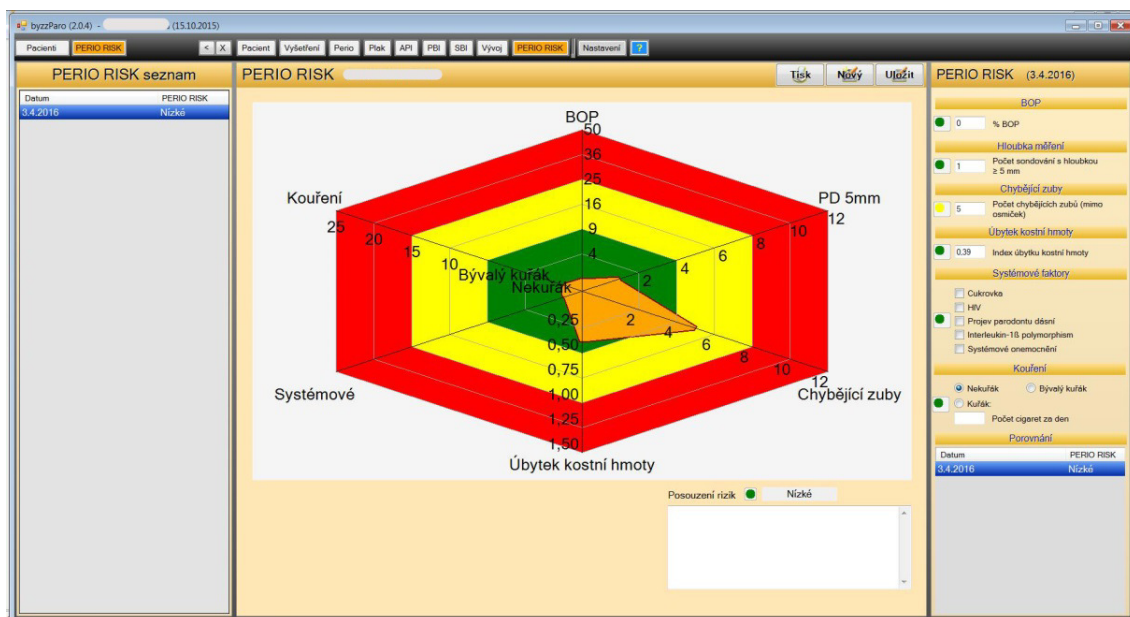 byzzParo (2.0.4) - (15.10.2015)
Pacienti PERIO RISK < X Pacient Vyšetření Perio Plak API PBI SBI Vývoj PERIO RISK Nastavení ?
PERIO RISK seznam
Datum PERIO RISK
3.4.2016 Nízké
PERIO RISK
Tisk Nový Uložit
BOP
50
36
25
16
9
4
PD 5mm
12
10
8
6
4
2
Kouření
25
20
15
10
Bývalý kuřák
Nekuřák
2
4
6
8
10
12
Chybějící zuby
0,25
0,50
0,75
1,00
1,25
1,50
Úbytek kostní hmoty
Systémové
Posouzení rizik Nízké
PERIO RISK (3.4.2016)
BOP
0 % BOP
Hloubka měření
1 Počet sondování s hloubkou
≥ 5 mm
Chybějící zuby
5 Počet chybějících zubů (mimo
osmiček)
Úbytek kostní hmoty
0,39 Index úbytku kostní hmoty
Systémové faktory
Cukrovka
HIV
Projev parodontu dásní
Interleukin-1ß polymorphism
Systémové onemocnění
Kouření
Nekuřák Bývalý kuřák
Kuřák:
Počet cigaret za den
Porovnání
Datum PERIO RISK
3.4.2016 Nízké